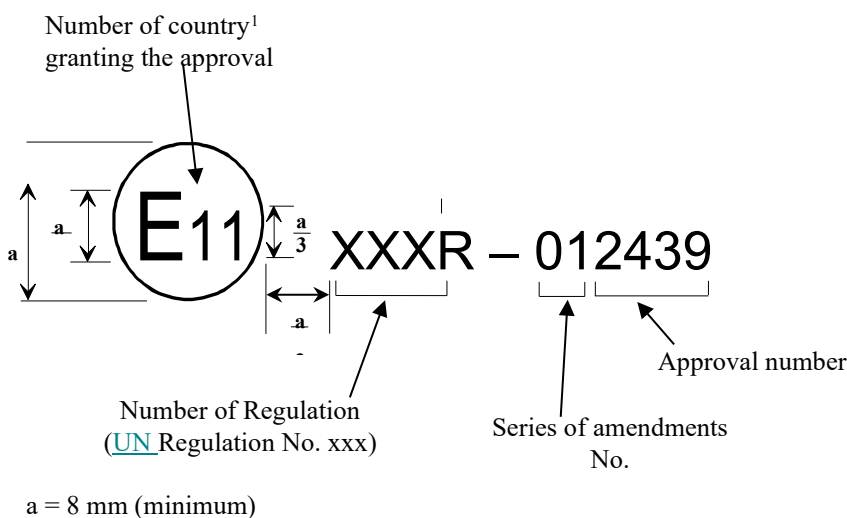 Number of country¹
granting the approval
E11
a
a
a
3
XXXR – 012439
a
Approval number
Number of Regulation
(UN Regulation No. xxx)
Series of amendments
No.
a = 8 mm (minimum)